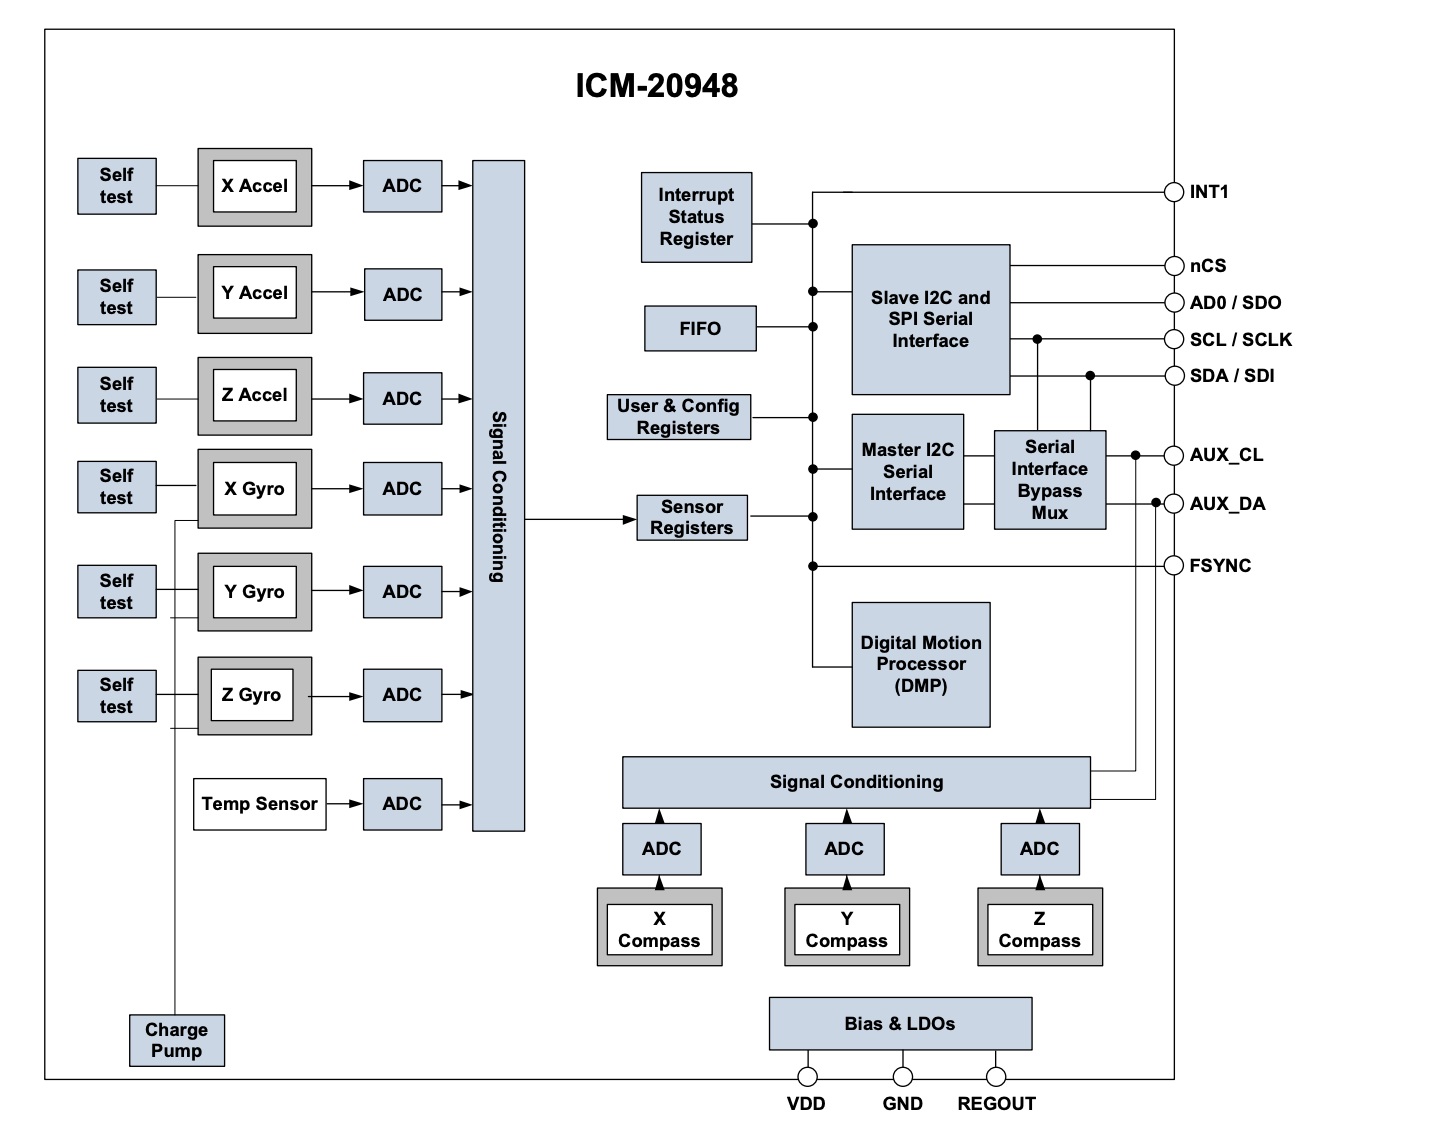 ICM-20948
Self
test
X Accel
ADC
Self
test
Y Accel
ADC
Self
test
Z Accel
ADC
Self
test
X Gyro
ADC
Self
test
Y Gyro
ADC
Self
test
Z Gyro
ADC
Temp Sensor
ADC
Signal Conditioning
Charge
Pump
Interrupt
Status
Register
FIFO
User & Config
Registers
Sensor
Registers
Slave I2C and
SPI Serial
Interface
Master I2C
Serial
Interface
Serial
Interface
Bypass
Mux
Digital Motion
Processor
(DMP)
INT1
nCS
AD0 / SDO
SCL / SCLK
SDA / SDI
AUX_CL
AUX_DA
FSYNC
Signal Conditioning
ADC
ADC
ADC
X
Compass
Y
Compass
Z
Compass
Bias & LDOs
VDD
GND
REGOUT